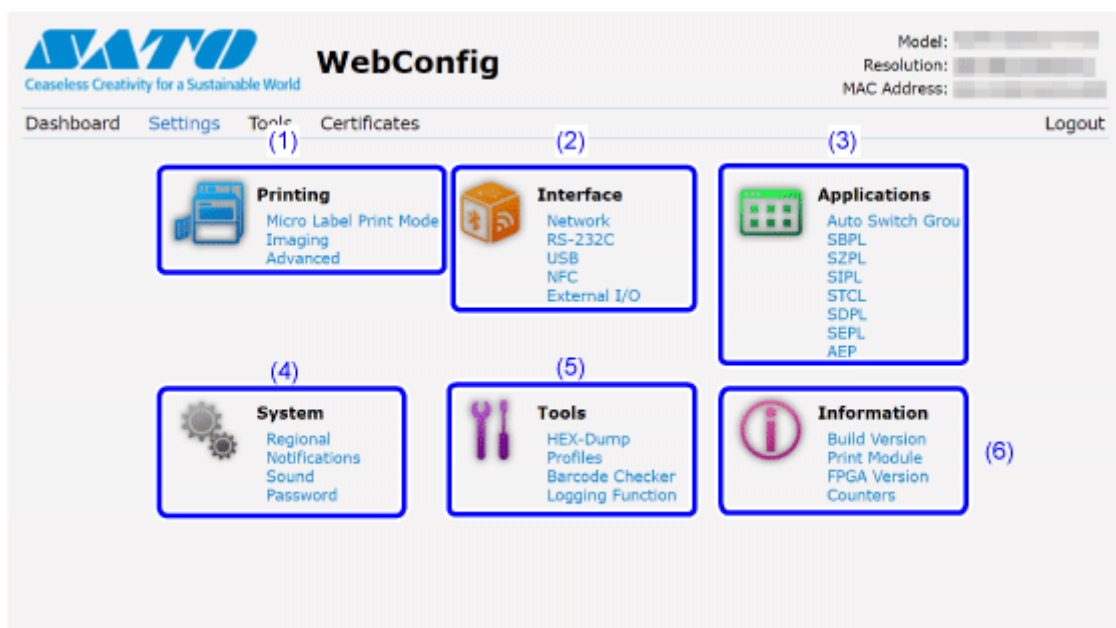 SATO
Ceaseless Creativity for a Sustainable World
WebConfig
Model:
Resolution:
MAC Address:
Dashboard Settings Tools Certificates Logout
(1)
Printing
Micro Label Print Mode
Imaging
Advanced
(2)
Interface
Network
RS-232C
USB
NFC
External I/O
(3)
Applications
Auto Switch Grou
SBPL
SZPL
SIPL
STCL
SDPL
SEPL
AEP
(4)
System
Regional
Notifications
Sound
Password
(5)
Tools
HEX-Dump
Profiles
Barcode Checker
Logging Function
(6)
Information
Build Version
Print Module
FPGA Version
Counters